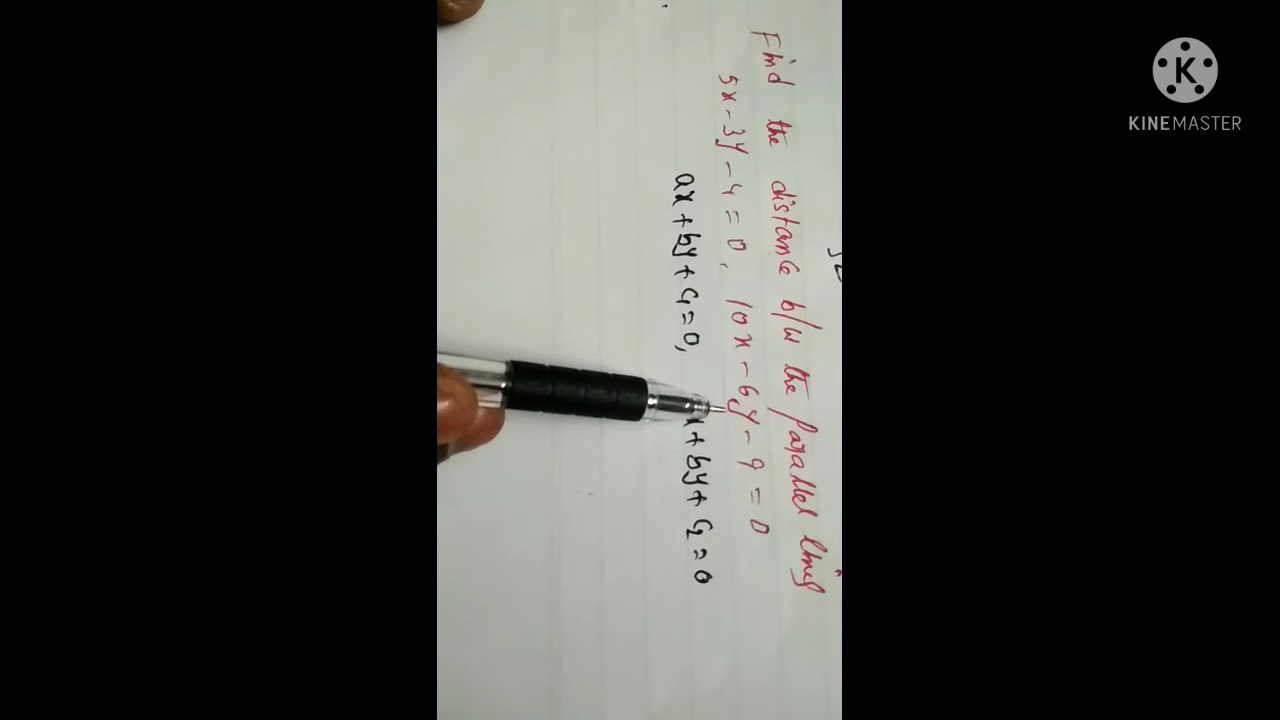 Find the distance b/w the parallel lines
5x - 3y - 4 = 0, 10x - 6y - 9 = 0
ax + by + c1 = 0, x + by + c2 = 0
KINEMASTER